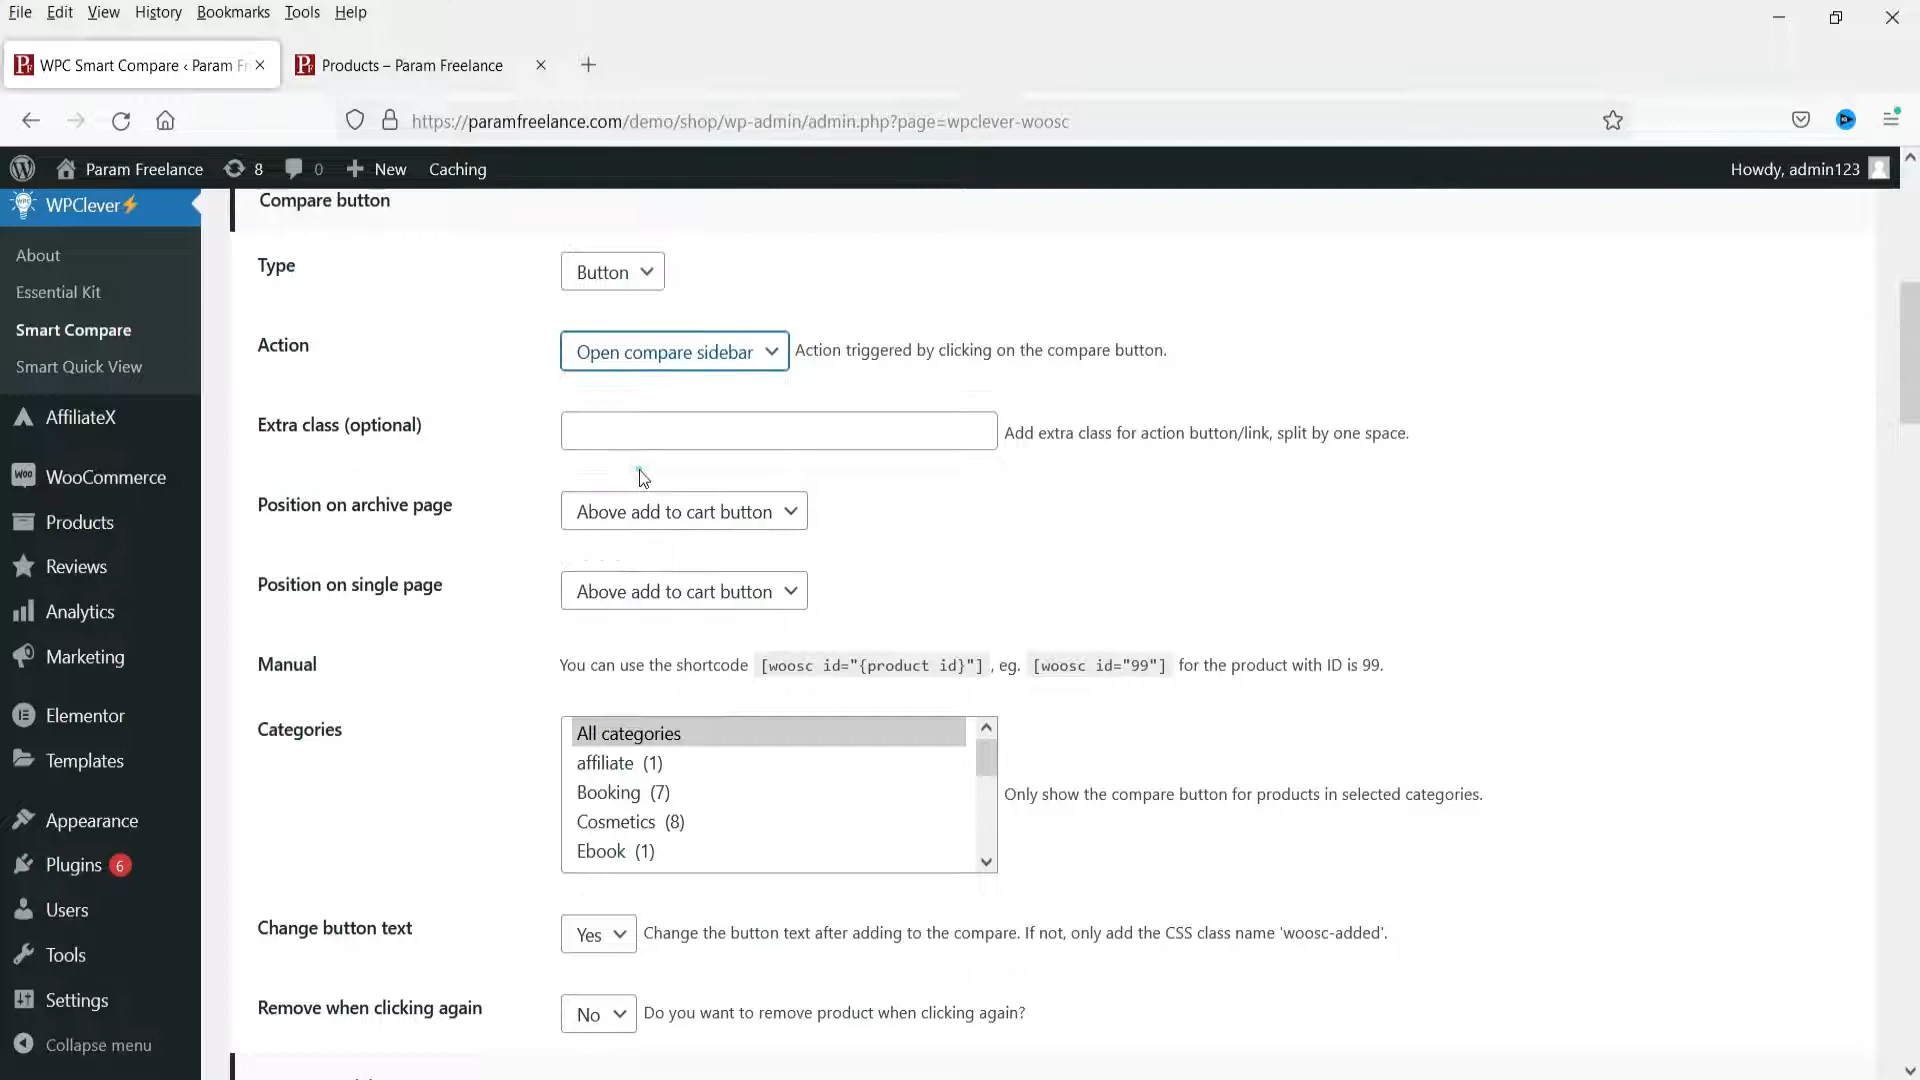 File Edit View History Bookmarks Tools Help
WPC Smart Compare ‹ Param Fr
Products – Param Freelance
https://paramfreelance.com/demo/shop/wp-admin/admin.php?page=wpclever-woosc
Param Freelance 8 0 New Caching Howdy, admin123
WPClever⚡
About
Essential Kit
Smart Compare
Smart Quick View
AffiliateX
WooCommerce
Products
Reviews
Analytics
Marketing
Elementor
Templates
Appearance
Plugins 6
Users
Tools
Settings
Collapse menu
Compare button
Type Button
Action Open compare sidebar Action triggered by clicking on the compare button.
Extra class (optional) Add extra class for action button/link, split by one space.
Position on archive page Above add to cart button
Position on single page Above add to cart button
Manual You can use the shortcode [woosc id="{product id}"] , eg. [woosc id="99"] for the product with ID is 99.
Categories
All categories
affiliate (1)
Booking (7)
Cosmetics (8)
Ebook (1)
Only show the compare button for products in selected categories.
Change button text Yes Change the button text after adding to the compare. If not, only add the CSS class name 'woosc-added'.
Remove when clicking again No Do you want to remove product when clicking again?